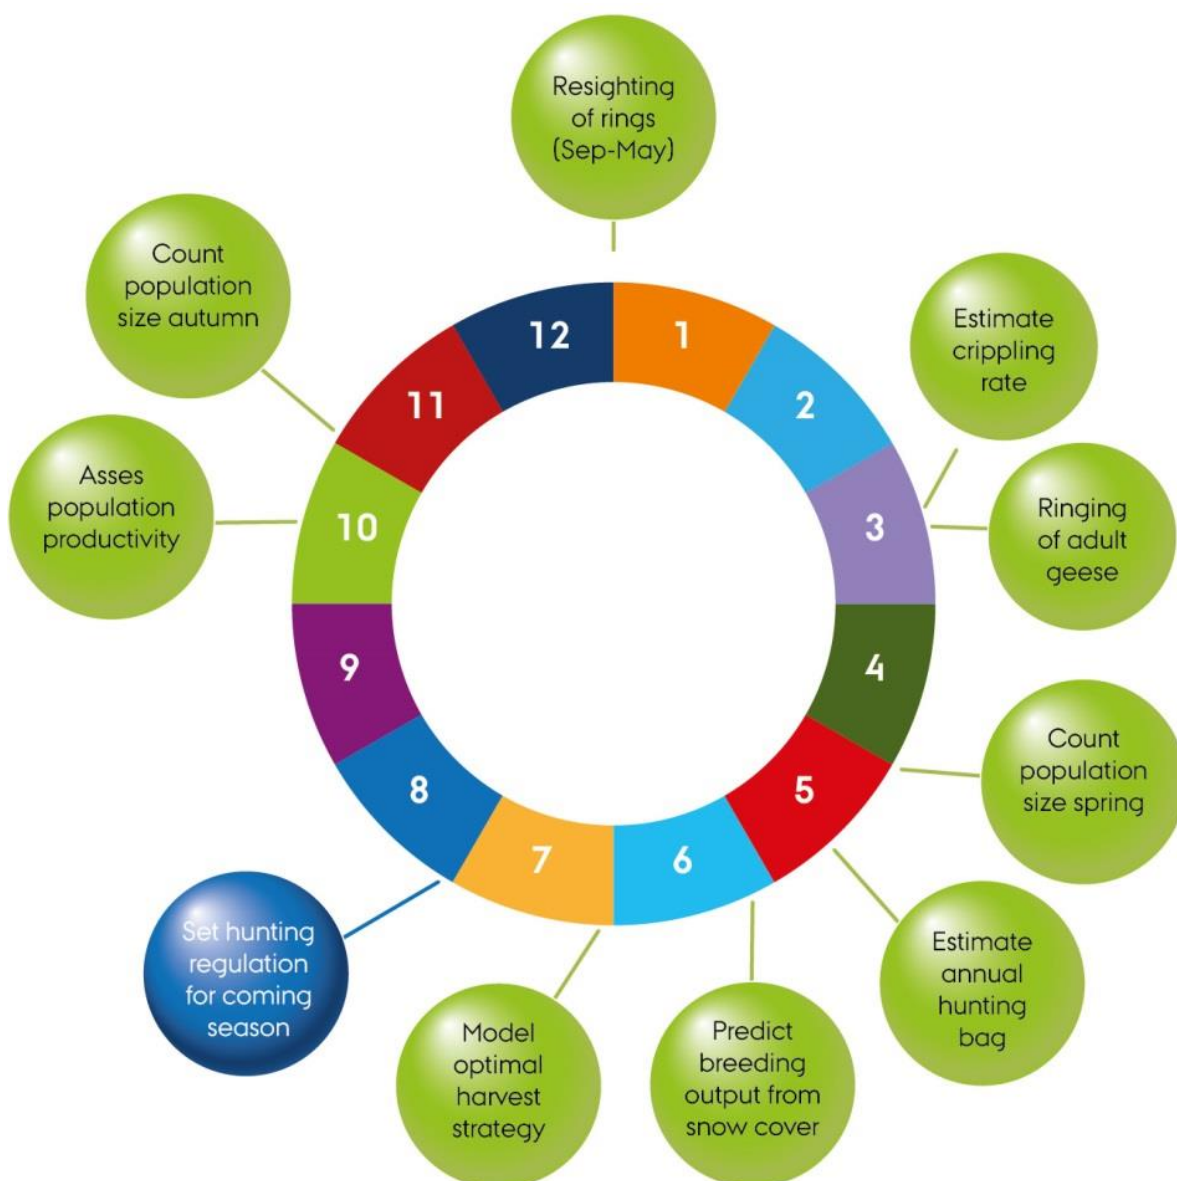 Resighting
of rings
(Sep-May)
Count
population
size autumn
Estimate
crippling
rate
12
1
11
2
Asses
population
productivity
10
3
Ringing
of adult
geese
9
4
Count
population
size spring
8
5
7
6
Set hunting
regulation
for coming
season
Estimate
annual
hunting
bag
Model
optimal
harvest
strategy
Predict
breeding
output from
snow cover